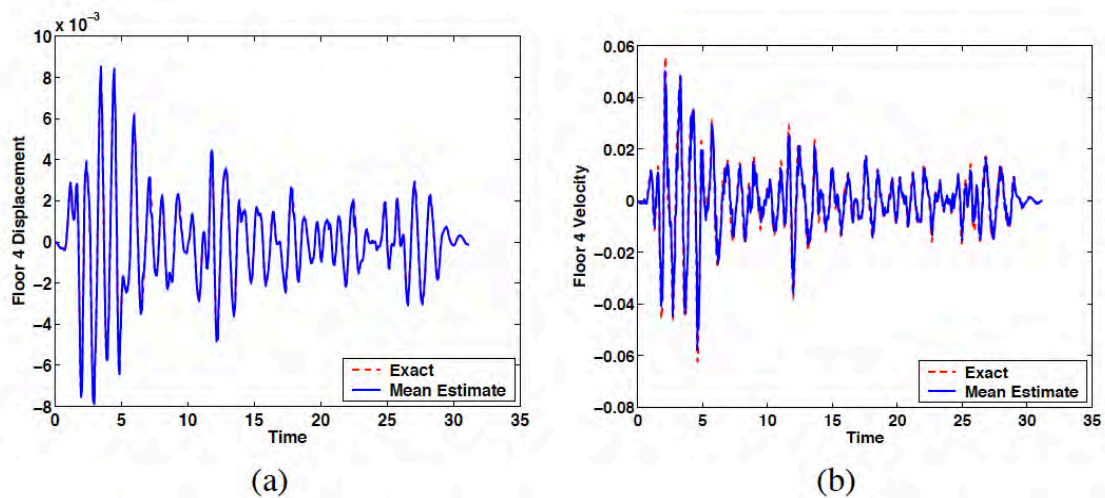 x 10⁻³
10
8
6
4
2
0
−2
−4
−6
−8
Floor 4 Displacement
0 5 10 15 20 25 30 35
Time
Exact
Mean Estimate
(a)
0.06
0.04
0.02
0
−0.02
−0.04
−0.06
−0.08
Floor 4 Velocity
0 5 10 15 20 25 30 35
Time
Exact
Mean Estimate
(b)